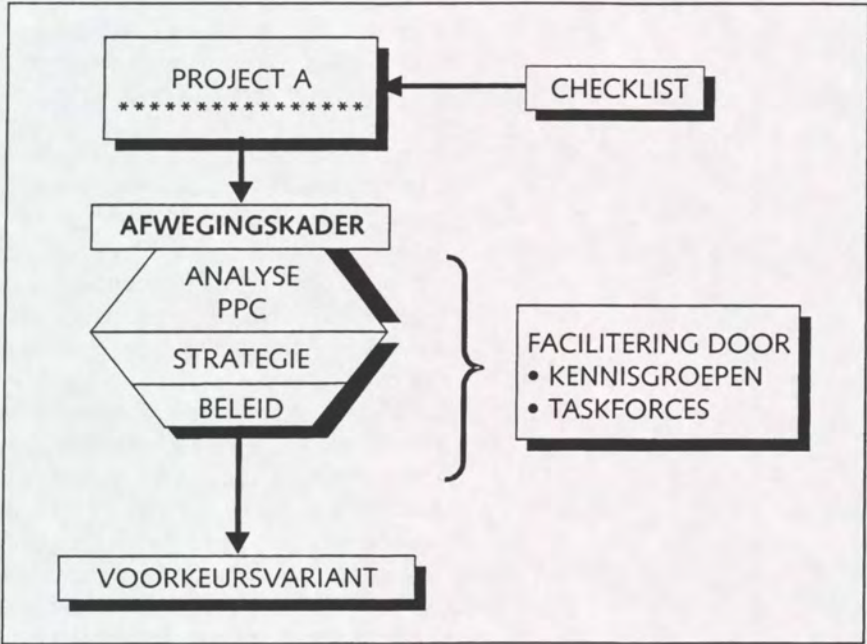 PROJECT A
****************
CHECKLIST
AFWEGINGSKADER
ANALYSE
PPC
STRATEGIE
BELEID
FACILITERING DOOR
• KENNISGROEPEN
• TASKFORCES
VOORKEURSVARIANT